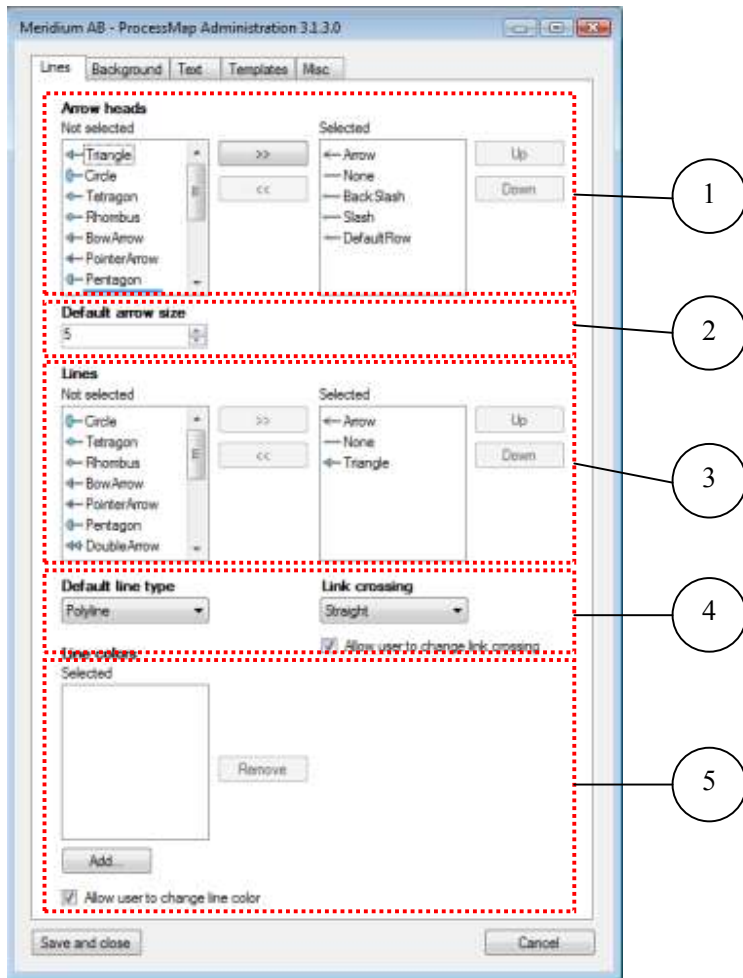 Meridium AB - ProcessMap Administration 3.1.3.0
Lines Background Text Templates Misc
Arrow heads
Not selected Selected
Triangle
Circle
Tetragon
Rhombus
BowArrow
PointerArrow
Pentagon
>>
<<
Arrow
None
BackSlash
Slash
DefaultRow
Up
Down
1
Default arrow size
5
2
Lines
Not selected Selected
Circle
Tetragon
Rhombus
BowArrow
PointerArrow
Pentagon
DoubleArrow
>>
<<
Arrow
None
Triangle
Up
Down
3
Default line type Link crossing
Polyline Straight
Allow user to change link crossing
4
Line colors
Selected
Remove
Add...
Allow user to change line color
5
Save and close Cancel